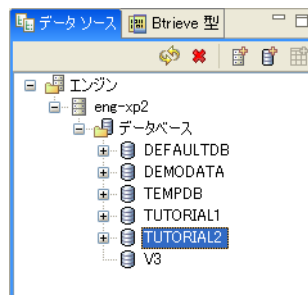 データ ソース  Btrieve 型
エンジン
eng-xp2
データベース
DEFAULTDB
DEMODATA
TEMPDB
TUTORIAL1
TUTORIAL2
V3